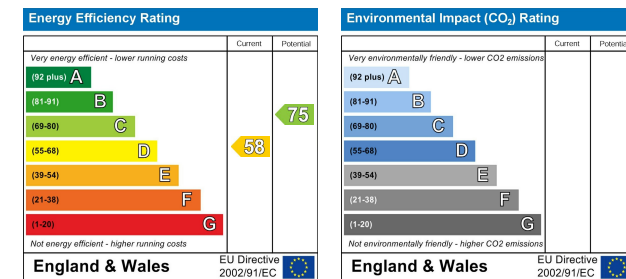 Energy Efficiency Rating
Current Potential
Very energy efficient - lower running costs
(92 plus) A
(81-91) B
(69-80) C
75
(55-68) D
58
(39-54) E
(21-38) F
(1-20) G
Not energy efficient - higher running costs
England & Wales
EU Directive
2002/91/EC
Environmental Impact (CO2) Rating
Current Potential
Very environmentally friendly - lower CO2 emissions
(92 plus) A
(81-91) B
(69-80) C
(55-68) D
(39-54) E
(21-38) F
(1-20) G
Not environmentally friendly - higher CO2 emissions
England & Wales
EU Directive
2002/91/EC